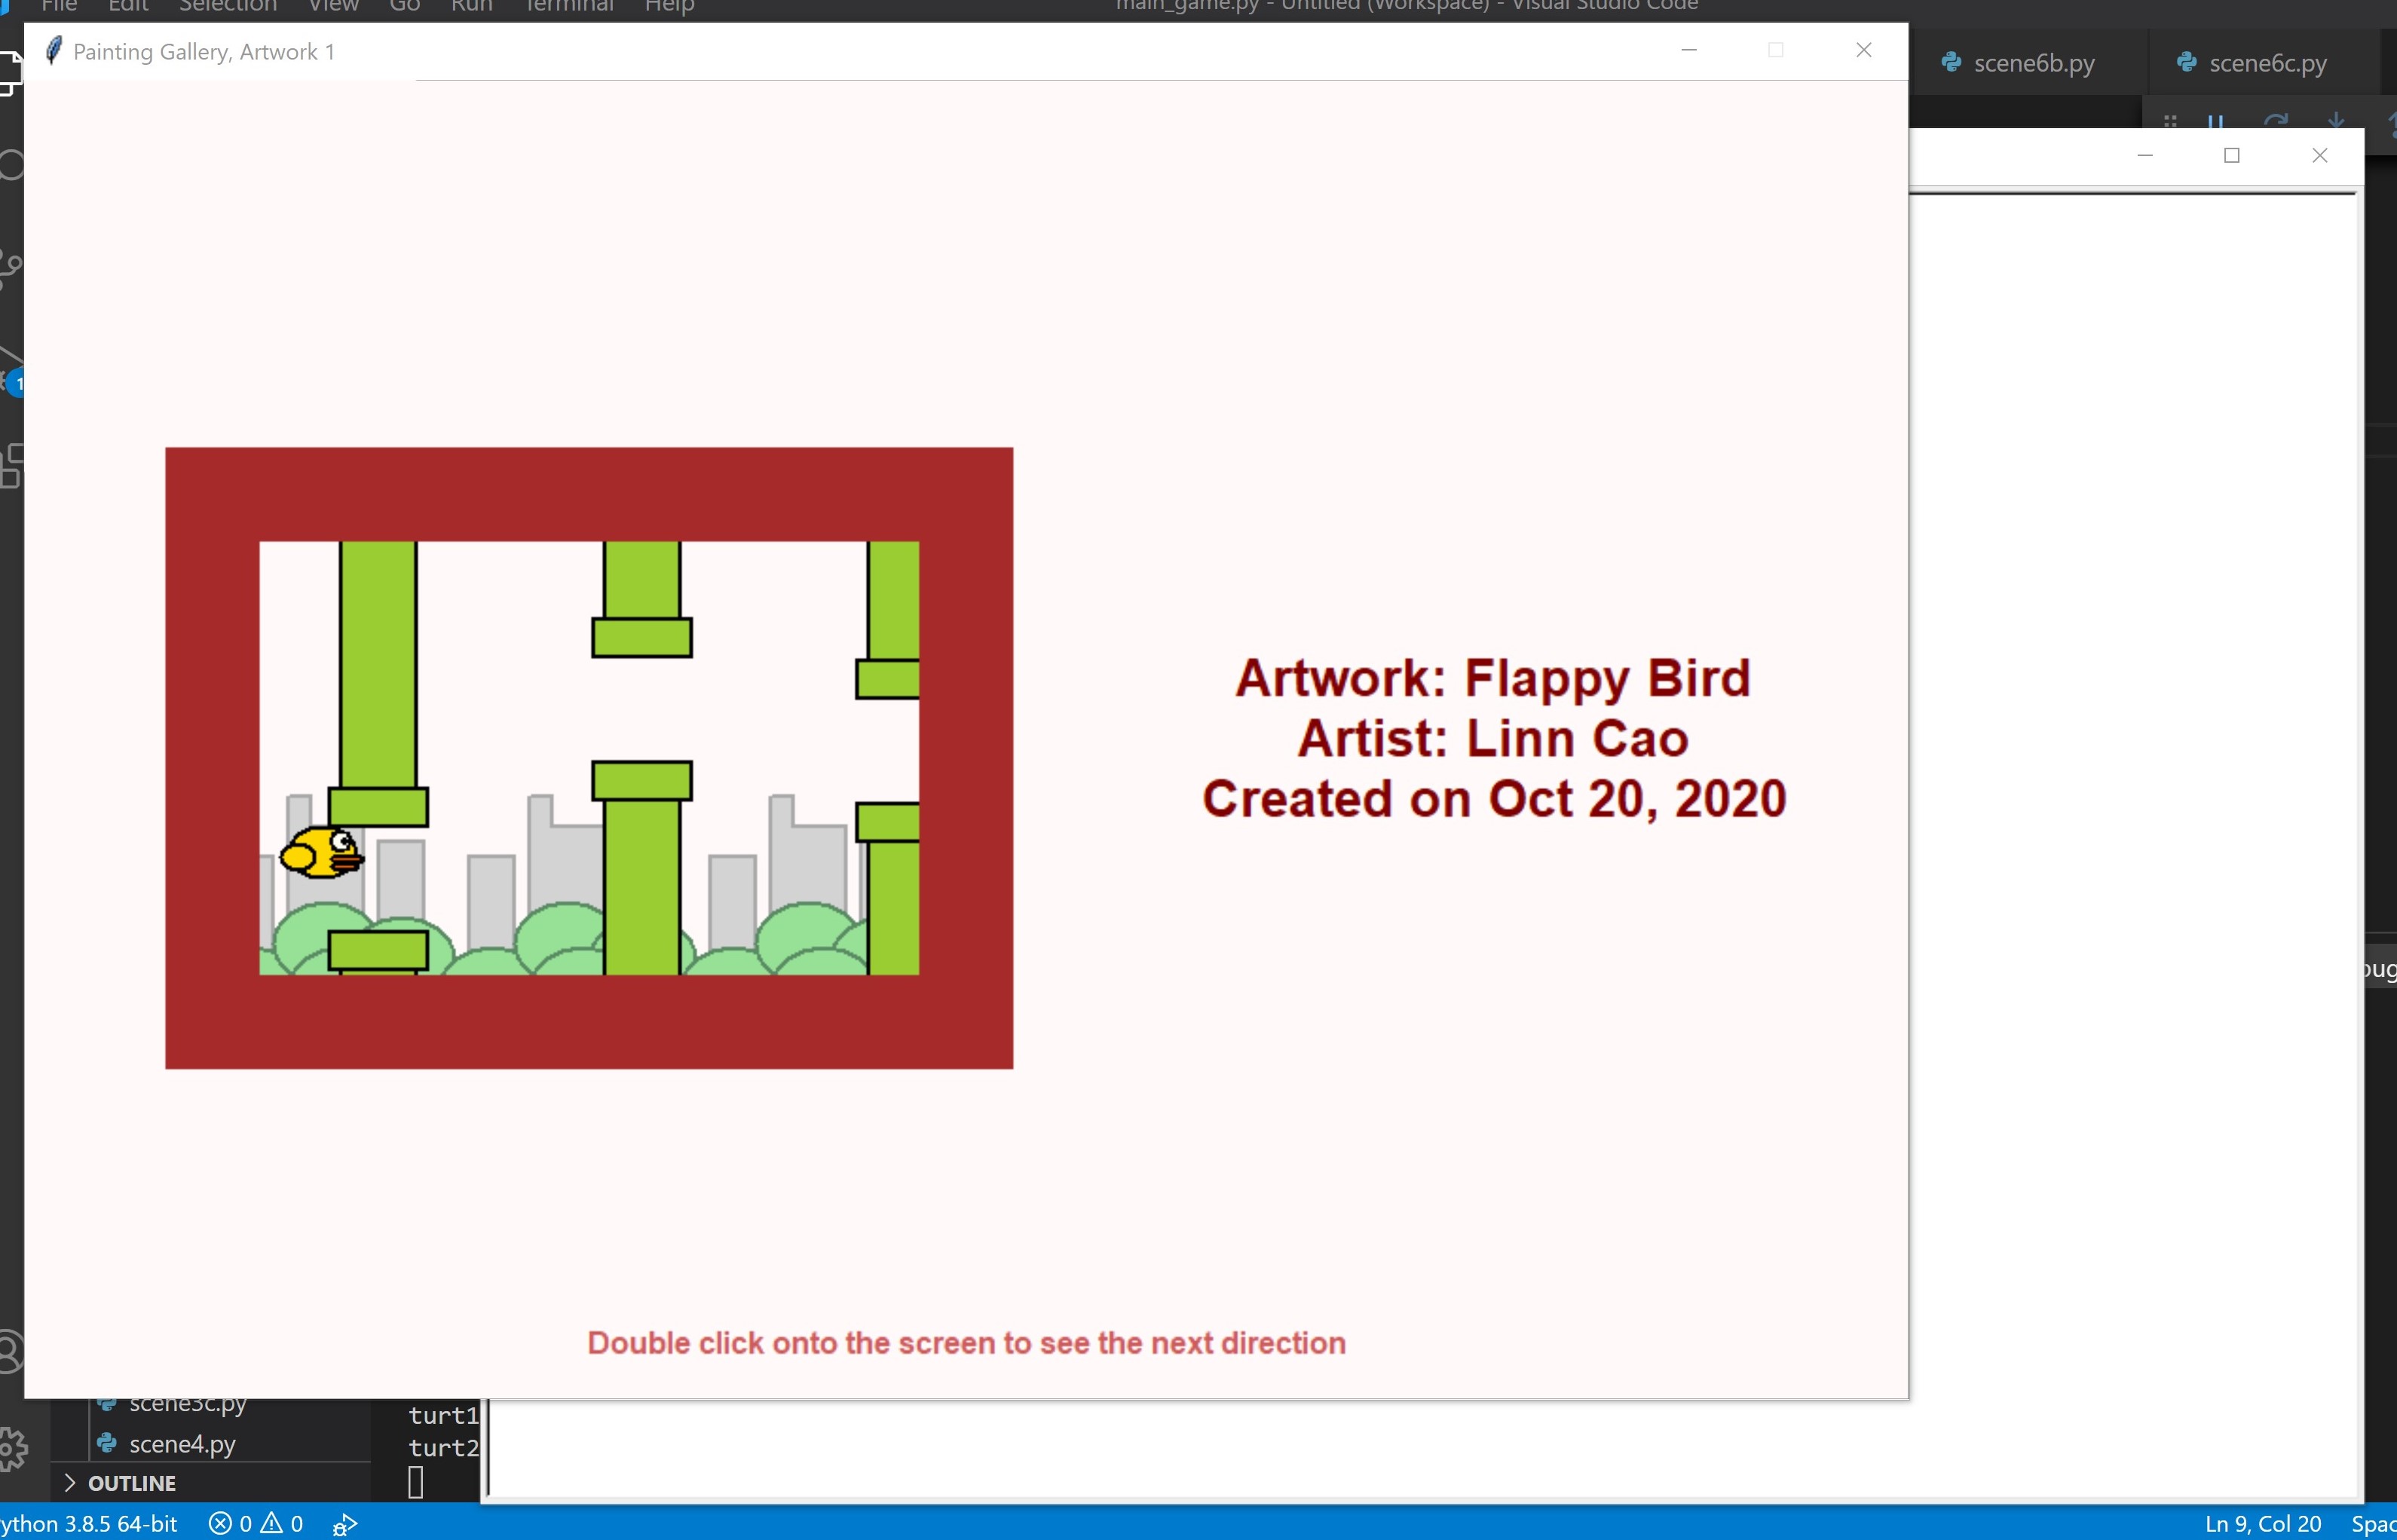 File Edit Selection View Go Run Terminal Help
main_game.py - Untitled (Workspace) - Visual Studio Code
Painting Gallery, Artwork 1
scene6b.py
scene6c.py
1
Artwork: Flappy Bird
Artist: Linn Cao
Created on Oct 20, 2020
Double click onto the screen to see the next direction
scene3c.py
scene4.py
turt1
turt2
OUTLINE
ython 3.8.5 64-bit
0
0
Ln 9, Col 20